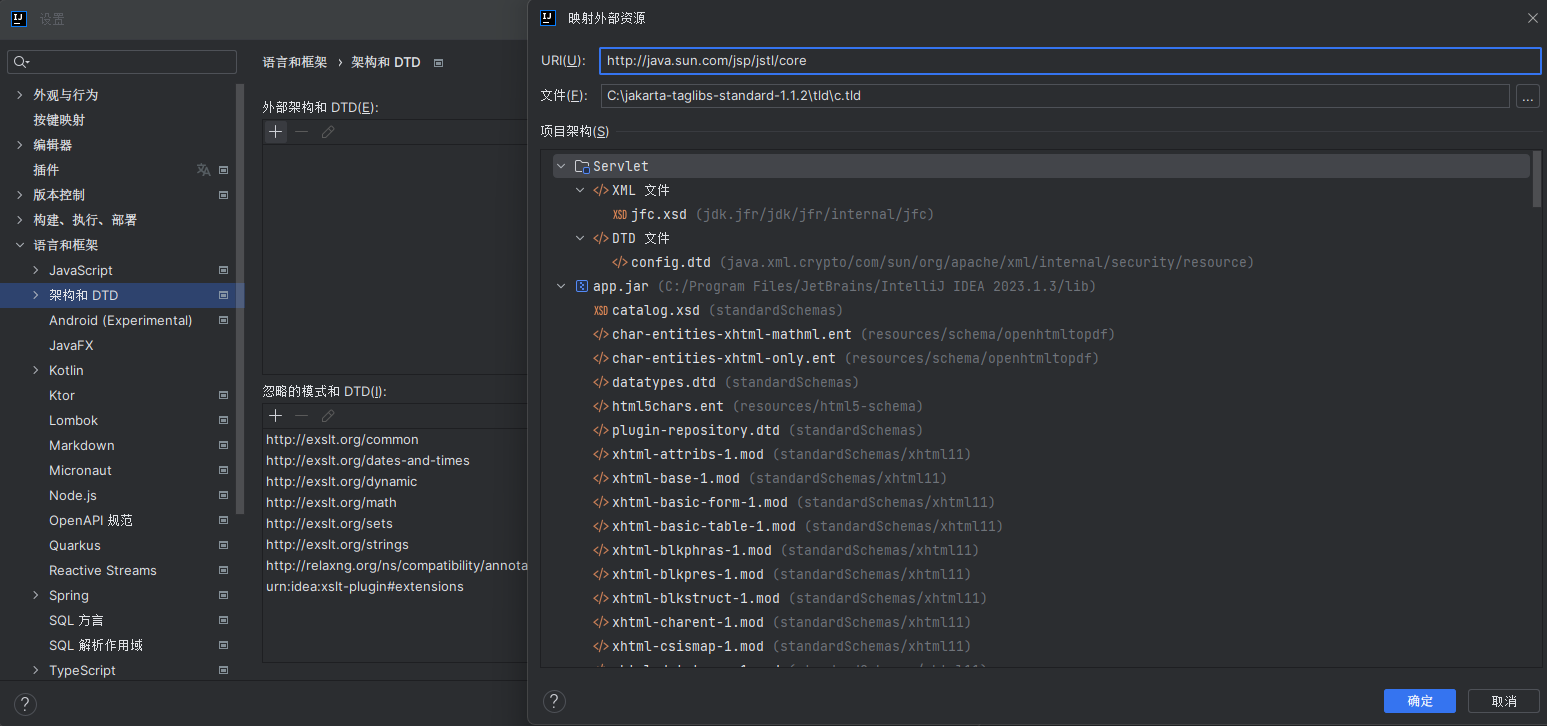 设置
语言和框架 › 架构和 DTD
外观与行为
按键映射
编辑器
插件
版本控制
构建、执行、部署
语言和框架
JavaScript
架构和 DTD
Android (Experimental)
JavaFX
Kotlin
Ktor
Lombok
Markdown
Micronaut
Node.js
OpenAPI 规范
Quarkus
Reactive Streams
Spring
SQL 方言
SQL 解析作用域
TypeScript
外部架构和 DTD(E):
忽略的模式和 DTD(I):
http://exslt.org/common
http://exslt.org/dates-and-times
http://exslt.org/dynamic
http://exslt.org/math
http://exslt.org/sets
http://exslt.org/strings
http://relaxng.org/ns/compatibility/annota
urn:idea:xslt-plugin#extensions
映射外部资源
URI(U): http://java.sun.com/jsp/jstl/core
文件(F): C:\jakarta-taglibs-standard-1.1.2\tld\c.tld
...
项目架构(S)
Servlet
XML 文件
XSD jfc.xsd (jdk.jfr/jdk/jfr/internal/jfc)
DTD 文件
config.dtd (java.xml.crypto/com/sun/org/apache/xml/internal/security/resource)
app.jar (C:/Program Files/JetBrains/IntelliJ IDEA 2023.1.3/lib)
XSD catalog.xsd (standardSchemas)
char-entities-xhtml-mathml.ent (resources/schema/openhtmltopdf)
char-entities-xhtml-only.ent (resources/schema/openhtmltopdf)
datatypes.dtd (standardSchemas)
html5chars.ent (resources/html5-schema)
plugin-repository.dtd (standardSchemas)
xhtml-attribs-1.mod (standardSchemas/xhtml11)
xhtml-base-1.mod (standardSchemas/xhtml11)
xhtml-basic-form-1.mod (standardSchemas/xhtml11)
xhtml-basic-table-1.mod (standardSchemas/xhtml11)
xhtml-blkphras-1.mod (standardSchemas/xhtml11)
xhtml-blkpres-1.mod (standardSchemas/xhtml11)
xhtml-blkstruct-1.mod (standardSchemas/xhtml11)
xhtml-charent-1.mod (standardSchemas/xhtml11)
xhtml-csismap-1.mod (standardSchemas/xhtml11)
确定
取消